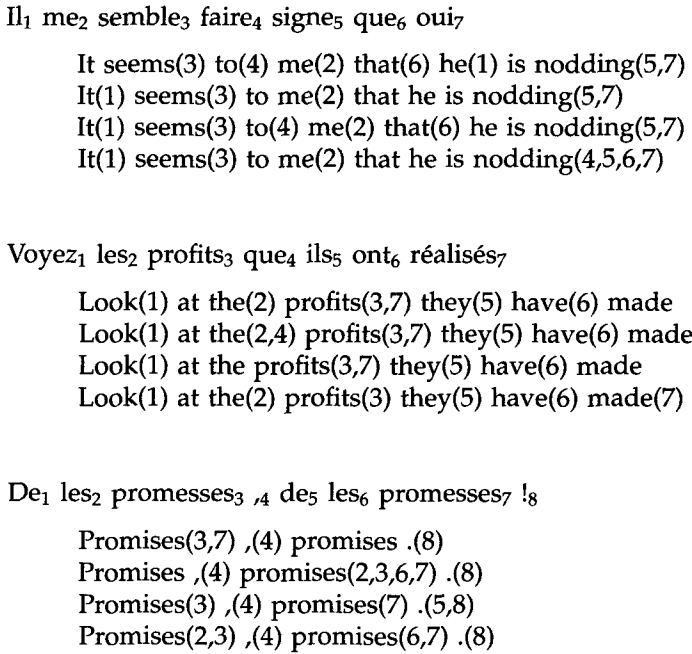 Il₁ me₂ semble₃ faire₄ signe₅ que₆ oui₇
It seems(3) to(4) me(2) that(6) he(1) is nodding(5,7)
It(1) seems(3) to me(2) that he is nodding(5,7)
It(1) seems(3) to(4) me(2) that(6) he is nodding(5,7)
It(1) seems(3) to me(2) that he is nodding(4,5,6,7)
Voyez₁ les₂ profits₃ que₄ ils₅ ont₆ réalisés₇
Look(1) at the(2) profits(3,7) they(5) have(6) made
Look(1) at the(2,4) profits(3,7) they(5) have(6) made
Look(1) at the profits(3,7) they(5) have(6) made
Look(1) at the(2) profits(3) they(5) have(6) made(7)
De₁ les₂ promesses₃ ,₄ de₅ les₆ promesses₇ !₈
Promises(3,7) ,(4) promises .(8)
Promises ,(4) promises(2,3,6,7) .(8)
Promises(3) ,(4) promises(7) .(5,8)
Promises(2,3) ,(4) promises(6,7) .(8)